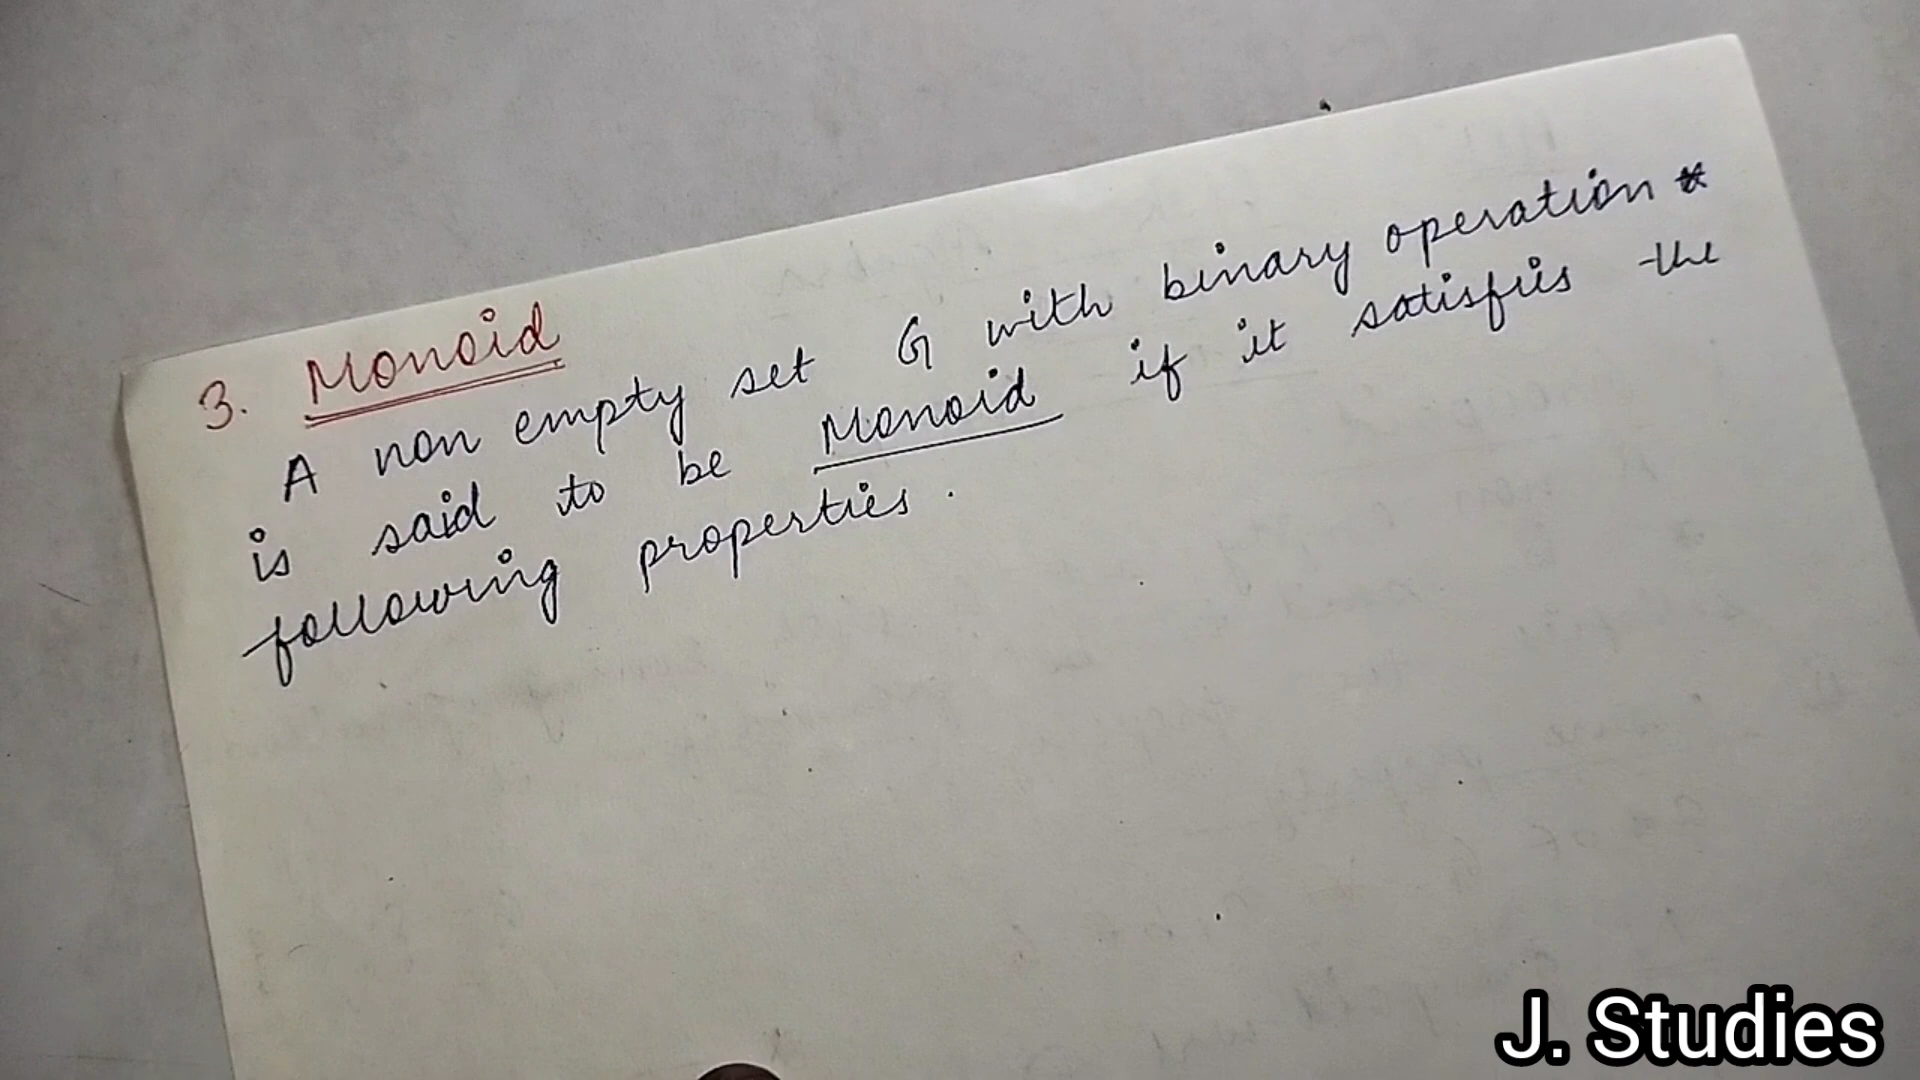 3. Monoid
A non empty set G with binary operation *
is said to be Monoid if it satisfies the
following properties.
J. Studies